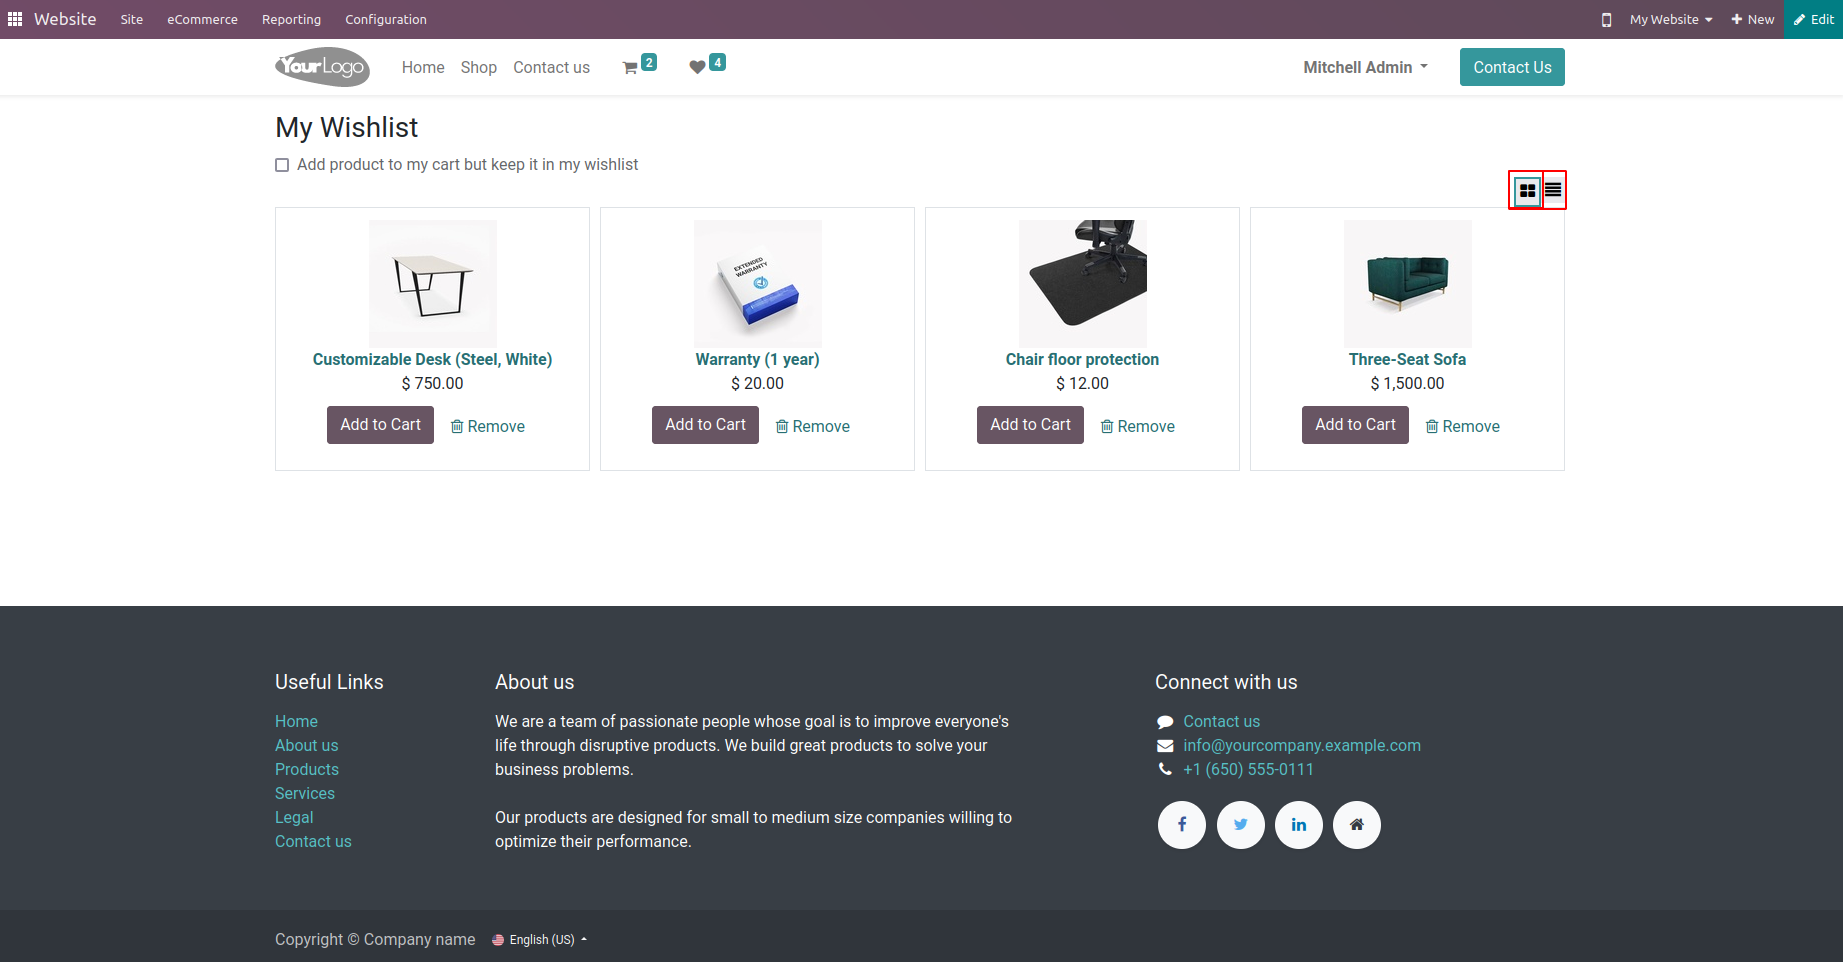 Website Site eCommerce Reporting Configuration My Website New Edit
YourLogo Home Shop Contact us 2 4 Mitchell Admin Contact Us
My Wishlist
Add product to my cart but keep it in my wishlist
EXTENDED
WARRANTY
Customizable Desk (Steel, White) Warranty (1 year) Chair floor protection Three-Seat Sofa
$ 750.00 $ 20.00 $ 12.00 $ 1,500.00
Add to Cart Remove Add to Cart Remove Add to Cart Remove Add to Cart Remove
Useful Links
Home
About us
Products
Services
Legal
Contact us
About us
We are a team of passionate people whose goal is to improve everyone's
life through disruptive products. We build great products to solve your
business problems.
Our products are designed for small to medium size companies willing to
optimize their performance.
Connect with us
Contact us
info@yourcompany.example.com
+1 (650) 555-0111
Copyright © Company name English (US)